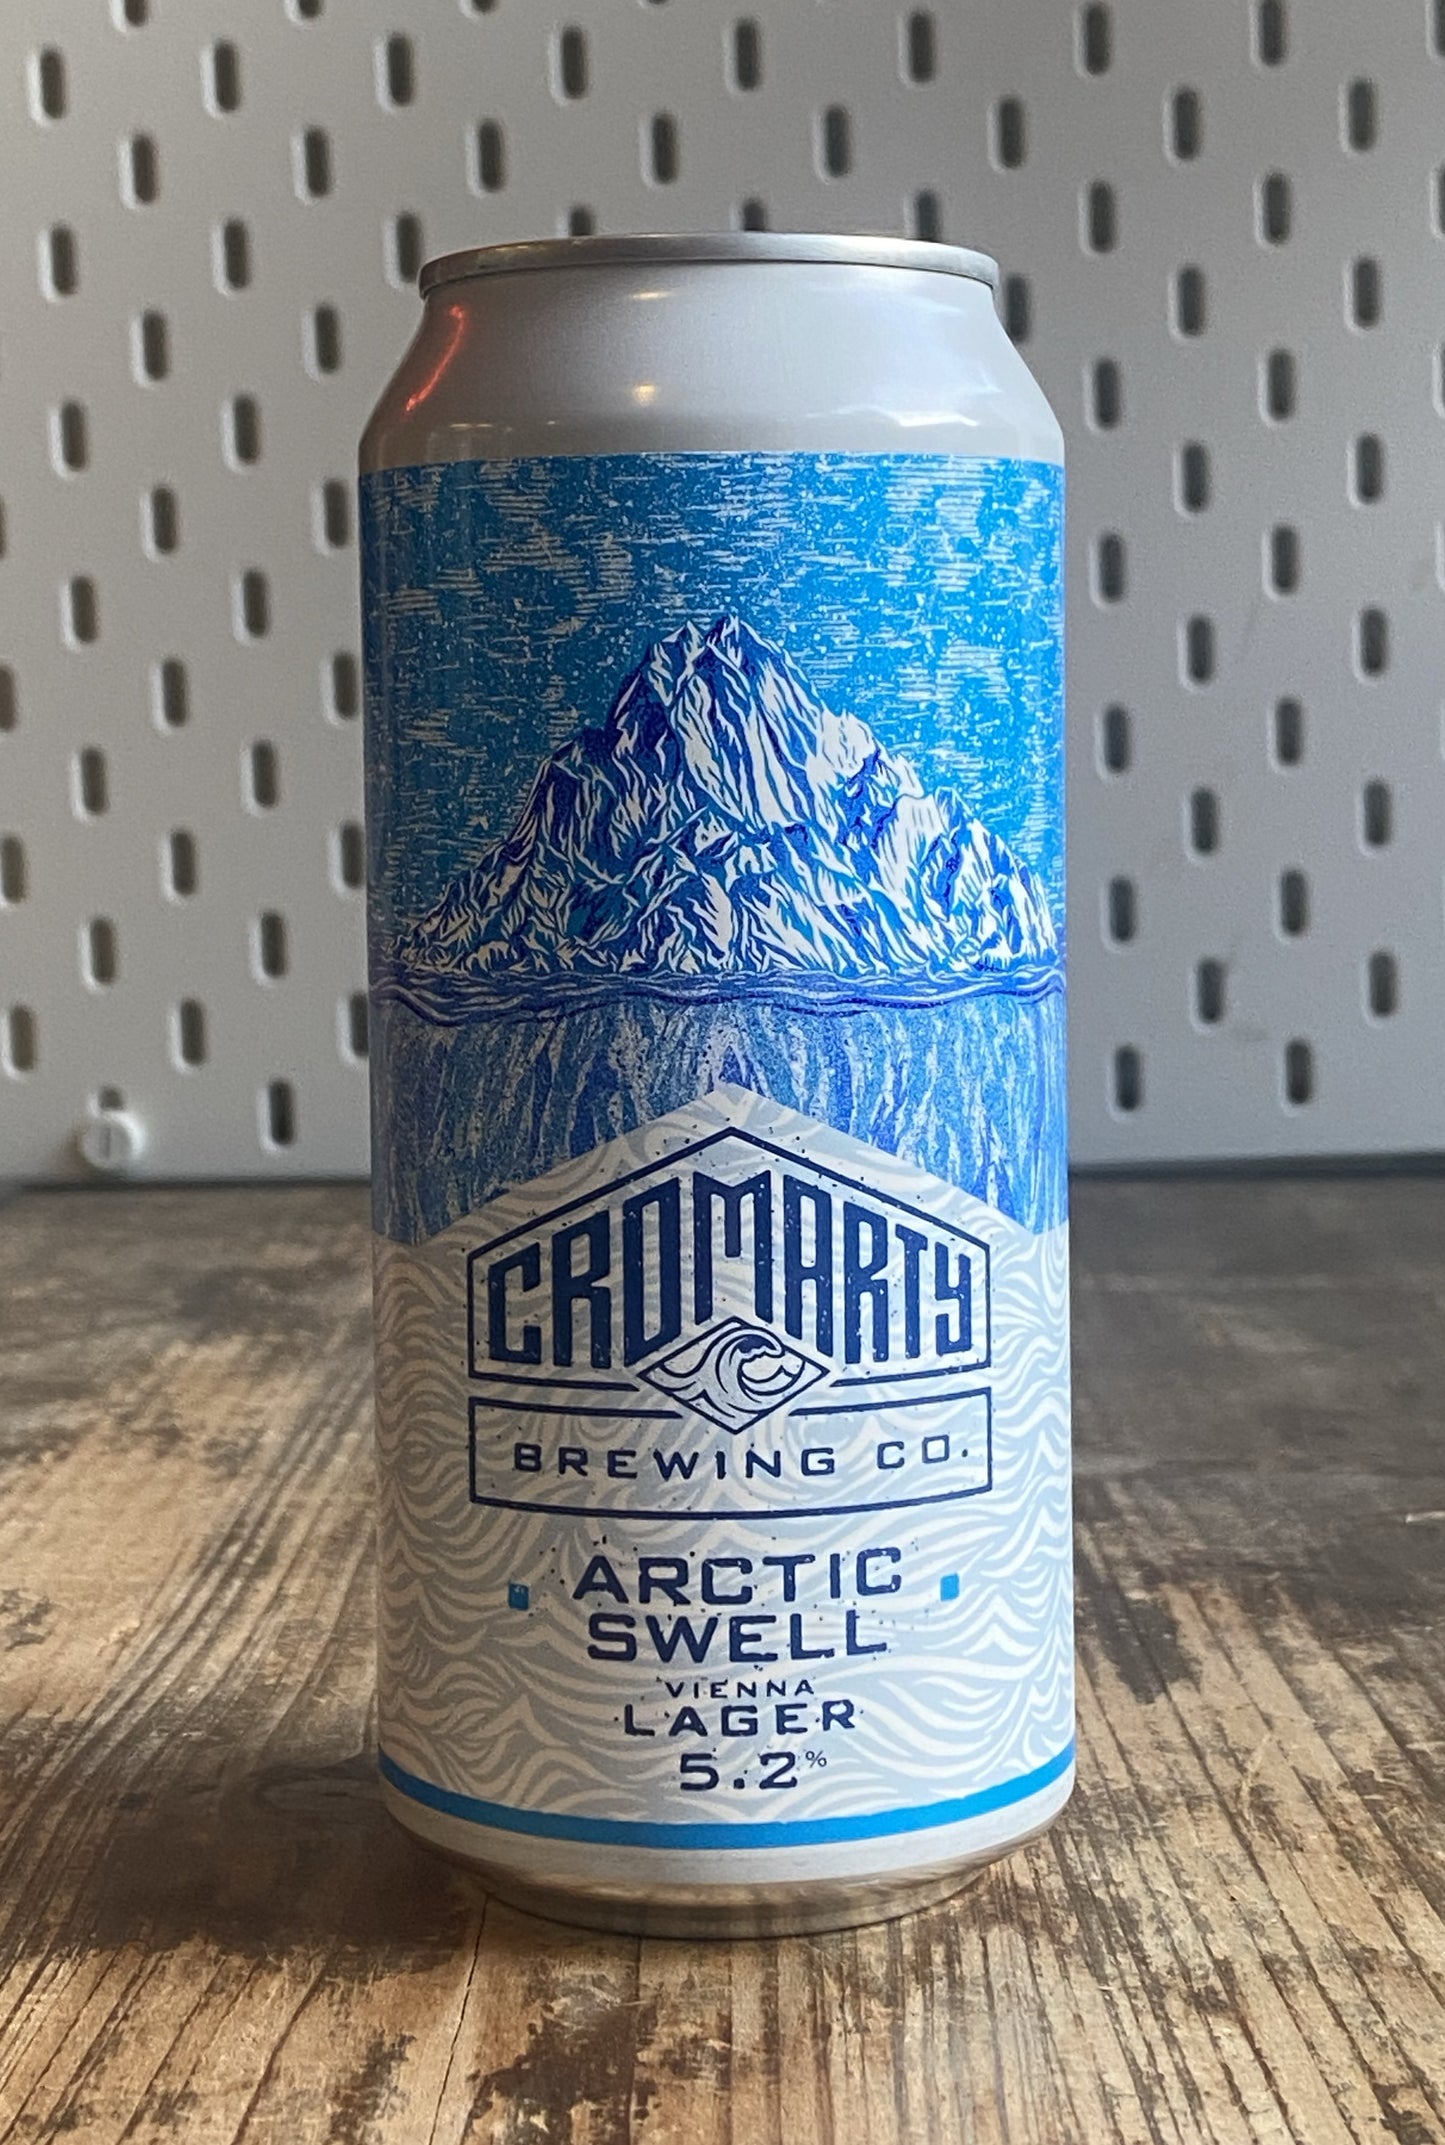 CROMARTY
BREWING CO.
ARCTIC
SWELL
VIENNA
LAGER
5.2%